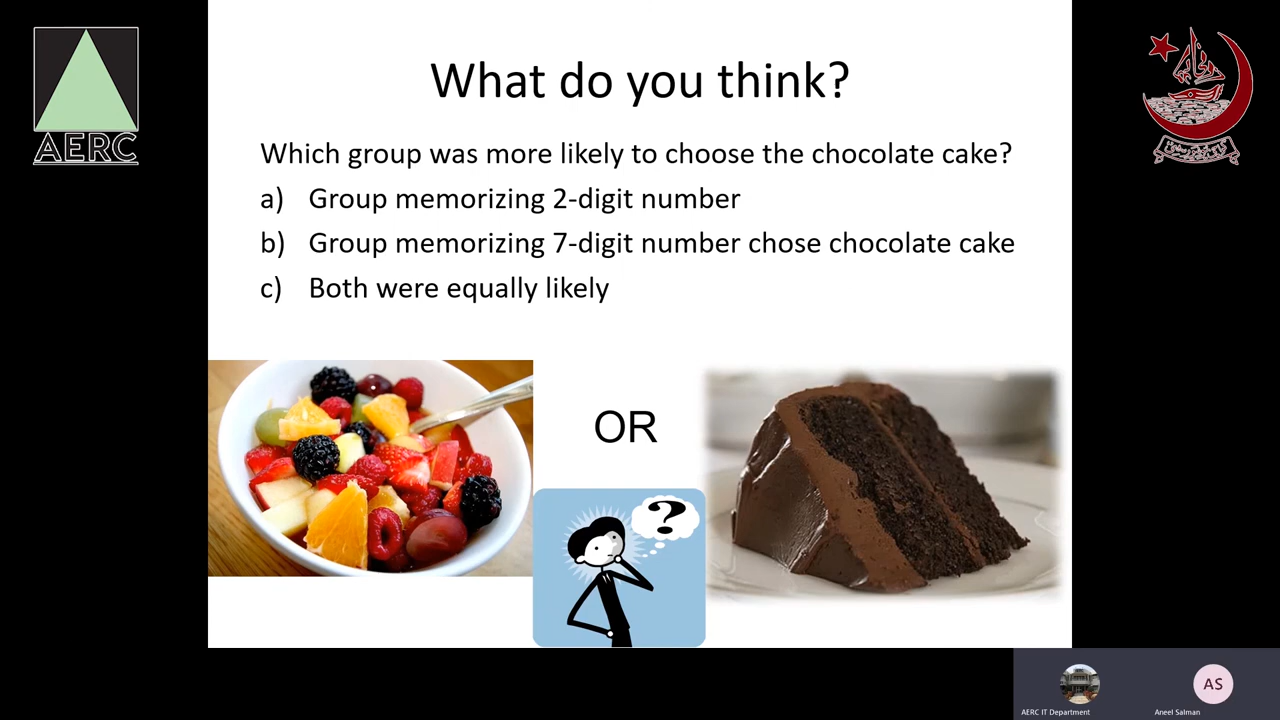 What do you think?
Which group was more likely to choose the chocolate cake?
a) Group memorizing 2-digit number
b) Group memorizing 7-digit number chose chocolate cake
c) Both were equally likely
OR
?
AERC
AS
AERC IT Department
Aneel Salman